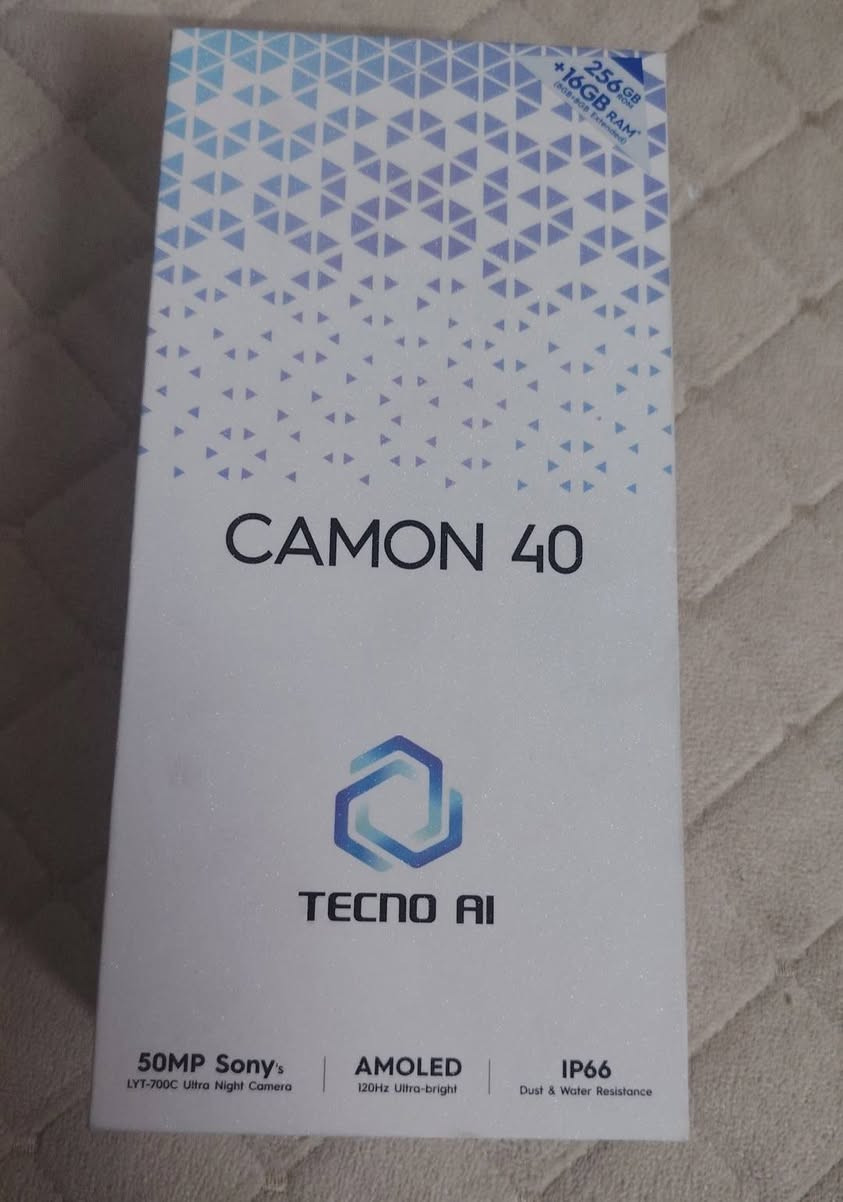 256GB ROM
+16GB RAM*
(8GB+8GB Extended)
CAMON 40
TECNO AI
50MP Sony's
LYT-700C Ultra Night Camera
AMOLED
120Hz Ultra-bright
IP66
Dust & Water Resistance